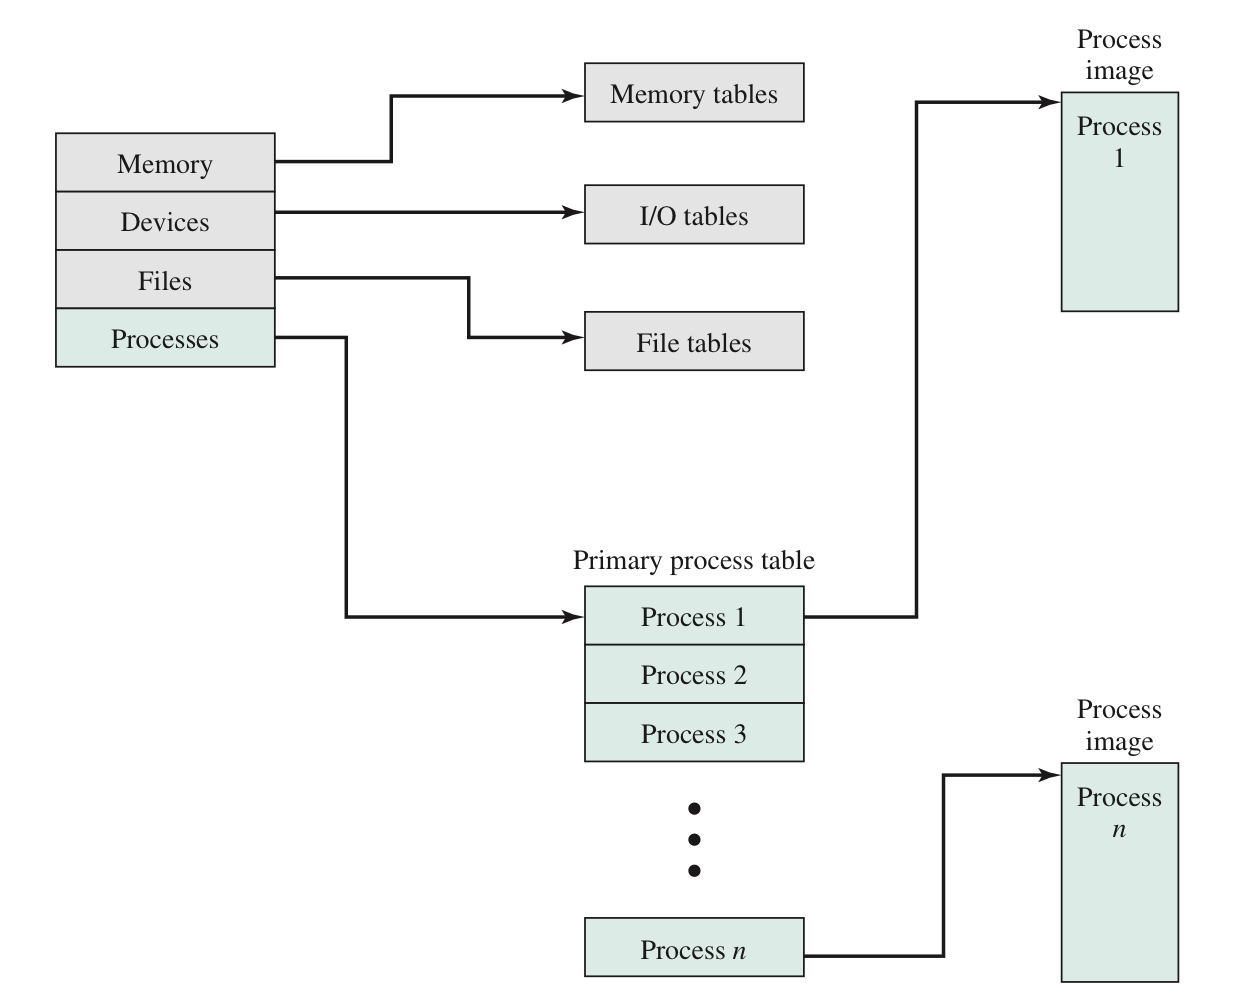 Memory
Devices
Files
Processes
Memory tables
I/O tables
File tables
Primary process table
Process 1
Process 2
Process 3
Process n
Process
image
Process
1
Process
image
Process
n